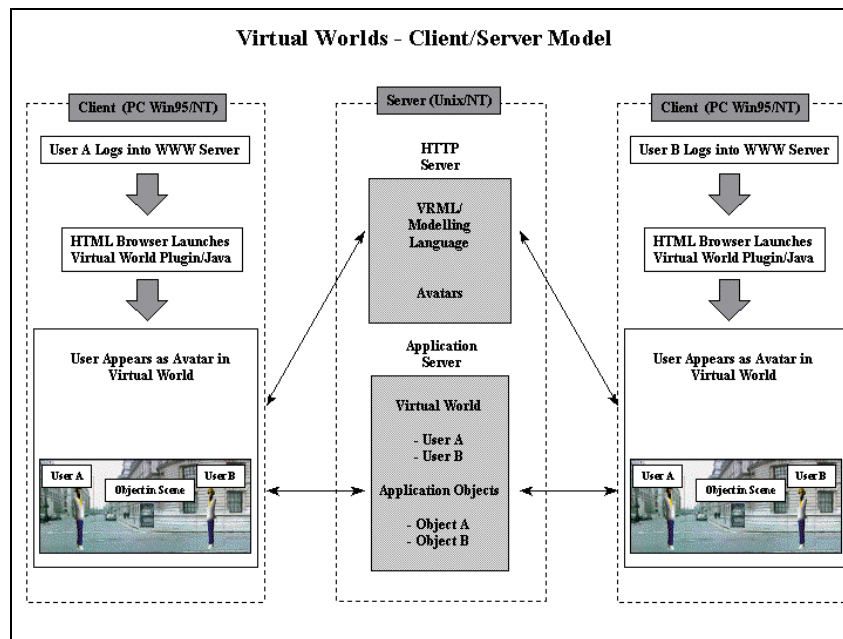 Virtual Worlds - Client/Server Model
Client (PC Win95/NT)
User A Logs into WWW Server
HTML Browser Launches
Virtual World Plugin/Java
User Appears as Avatar in
Virtual World
User A
User B
Object in Scene
Server (Unix/NT)
HTTP
Server
VRML/
Modelling
Language
Avatars
Application
Server
Virtual World
- User A
- User B
Application Objects
- Object A
- Object B
Client (PC Win95/NT)
User B Logs into WWW Server
HTML Browser Launches
Virtual World Plugin/Java
User Appears as Avatar in
Virtual World
User A
User B
Object in Scene